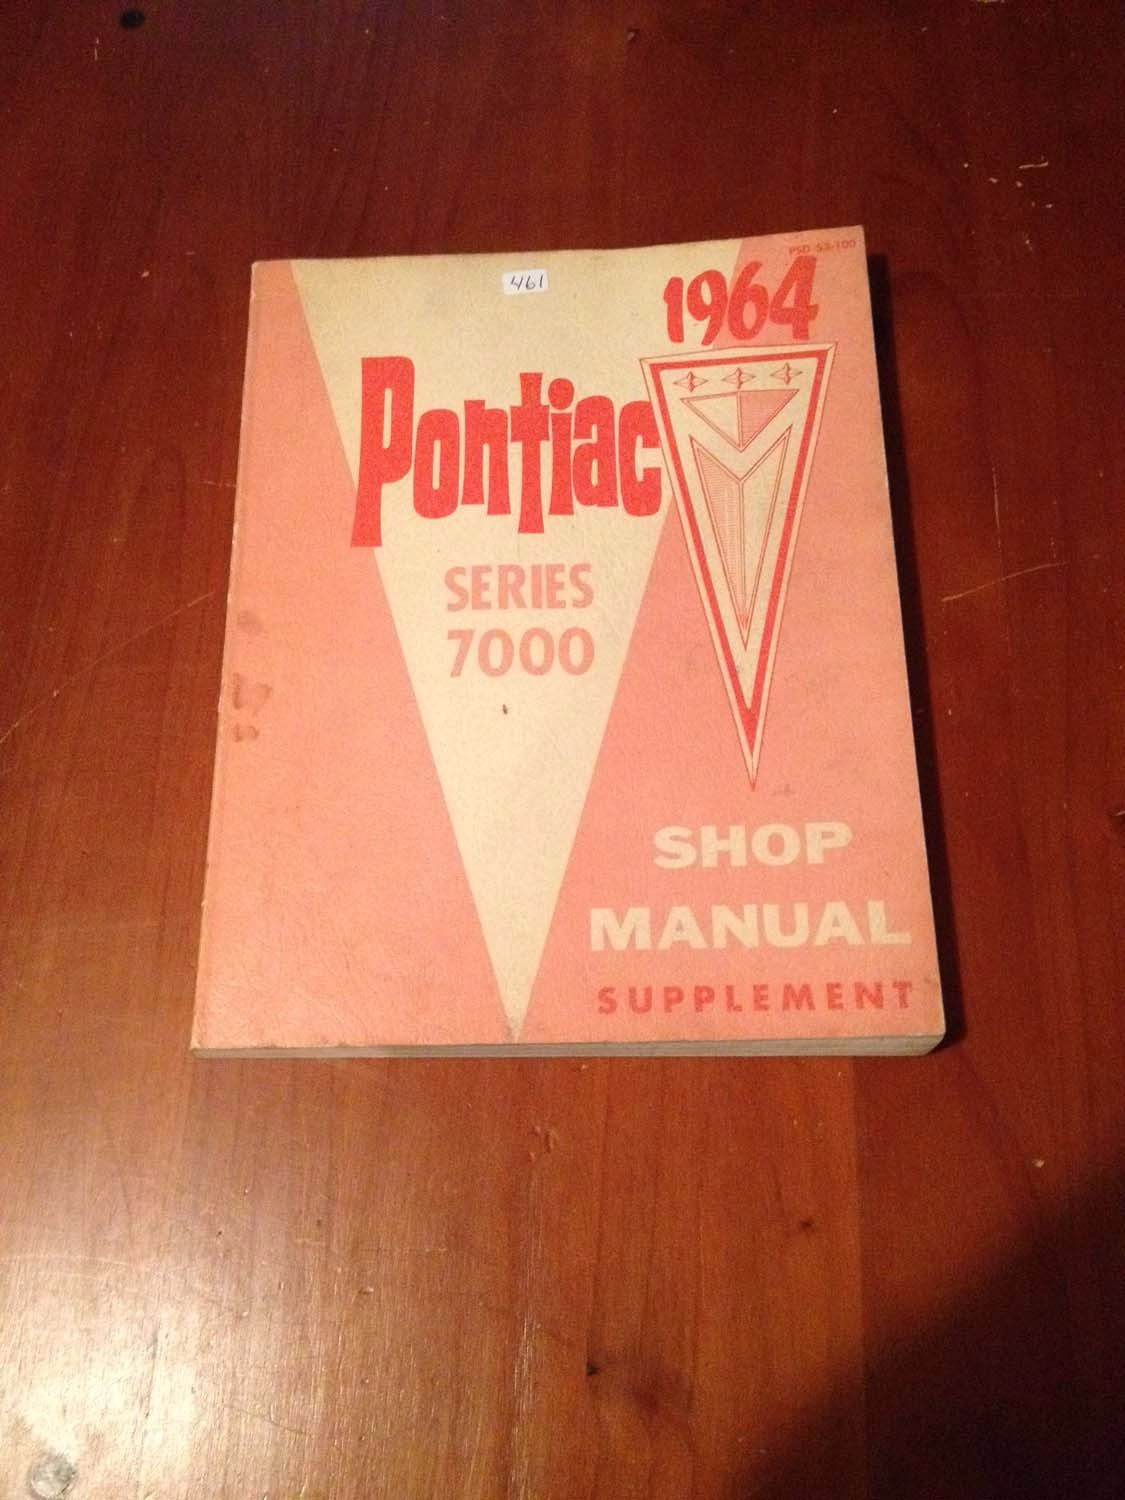 PSD 53-100
461
1964
Pontiac
SERIES
7000
SHOP
MANUAL
SUPPLEMENT